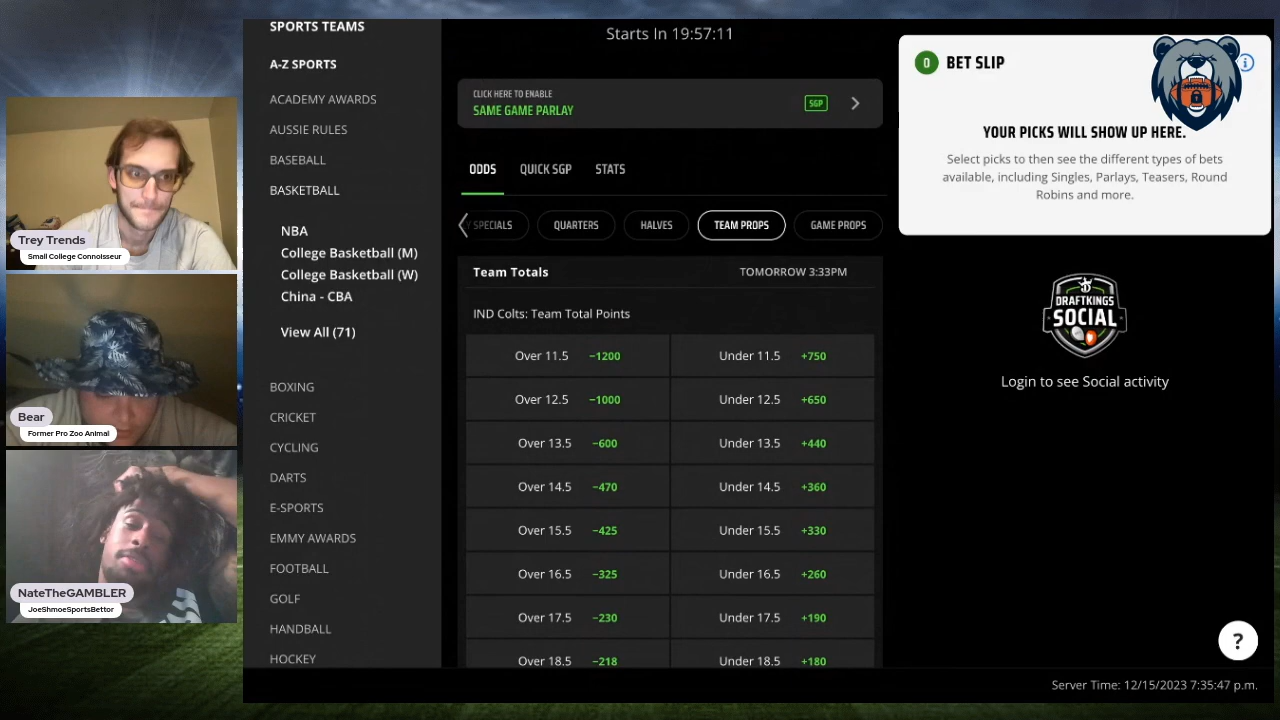 Trey Trends
Small College Connoisseur
Bear
Former Pro Zoo Animal
NateTheGAMBLER
JoeShmoeSportsBettor
SPORTS TEAMS
A-Z SPORTS
ACADEMY AWARDS
AUSSIE RULES
BASEBALL
BASKETBALL
NBA
College Basketball (M)
College Basketball (W)
China - CBA
View All (71)
BOXING
CRICKET
CYCLING
DARTS
E-SPORTS
EMMY AWARDS
FOOTBALL
GOLF
HANDBALL
HOCKEY
Starts In 19:57:11
CLICK HERE TO ENABLE
SAME GAME PARLAY
SGP
ODDS QUICK SGP STATS
Y SPECIALS QUARTERS HALVES TEAM PROPS GAME PROPS
Team Totals TOMORROW 3:33PM
IND Colts: Team Total Points
Over 11.5 −1200 Under 11.5 +750
Over 12.5 −1000 Under 12.5 +650
Over 13.5 −600 Under 13.5 +440
Over 14.5 −470 Under 14.5 +360
Over 15.5 −425 Under 15.5 +330
Over 16.5 −325 Under 16.5 +260
Over 17.5 −230 Under 17.5 +190
Over 18.5 −218 Under 18.5 +180
0 BET SLIP
YOUR PICKS WILL SHOW UP HERE.
Select picks to then see the different types of bets
available, including Singles, Parlays, Teasers, Round
Robins and more.
DRAFTKINGS
SOCIAL
Login to see Social activity
?
Server Time: 12/15/2023 7:35:47 p.m.